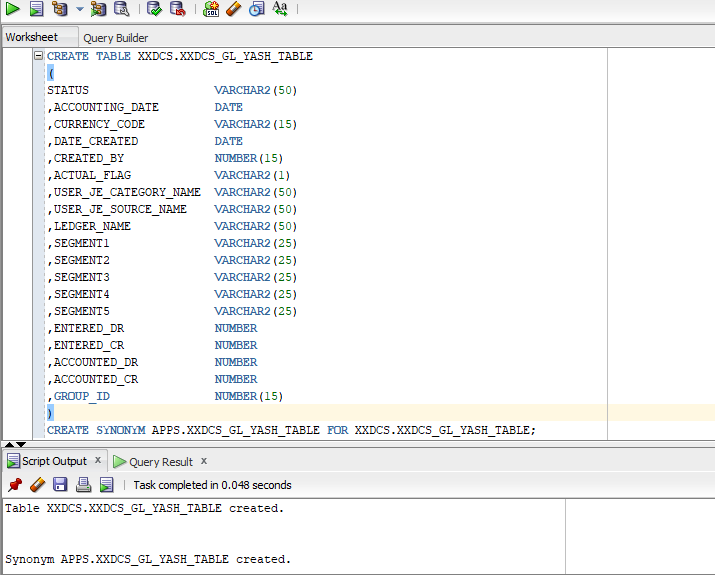 Worksheet Query Builder
CREATE TABLE XXDCS.XXDCS_GL_YASH_TABLE
(
STATUS VARCHAR2(50)
,ACCOUNTING_DATE DATE
,CURRENCY_CODE VARCHAR2(15)
,DATE_CREATED DATE
,CREATED_BY NUMBER(15)
,ACTUAL_FLAG VARCHAR2(1)
,USER_JE_CATEGORY_NAME VARCHAR2(50)
,USER_JE_SOURCE_NAME VARCHAR2(50)
,LEDGER_NAME VARCHAR2(50)
,SEGMENT1 VARCHAR2(25)
,SEGMENT2 VARCHAR2(25)
,SEGMENT3 VARCHAR2(25)
,SEGMENT4 VARCHAR2(25)
,SEGMENT5 VARCHAR2(25)
,ENTERED_DR NUMBER
,ENTERED_CR NUMBER
,ACCOUNTED_DR NUMBER
,ACCOUNTED_CR NUMBER
,GROUP_ID NUMBER(15)
)
CREATE SYNONYM APPS.XXDCS_GL_YASH_TABLE FOR XXDCS.XXDCS_GL_YASH_TABLE;
Script Output x Query Result x
Task completed in 0.048 seconds
Table XXDCS.XXDCS_GL_YASH_TABLE created.
Synonym APPS.XXDCS_GL_YASH_TABLE created.